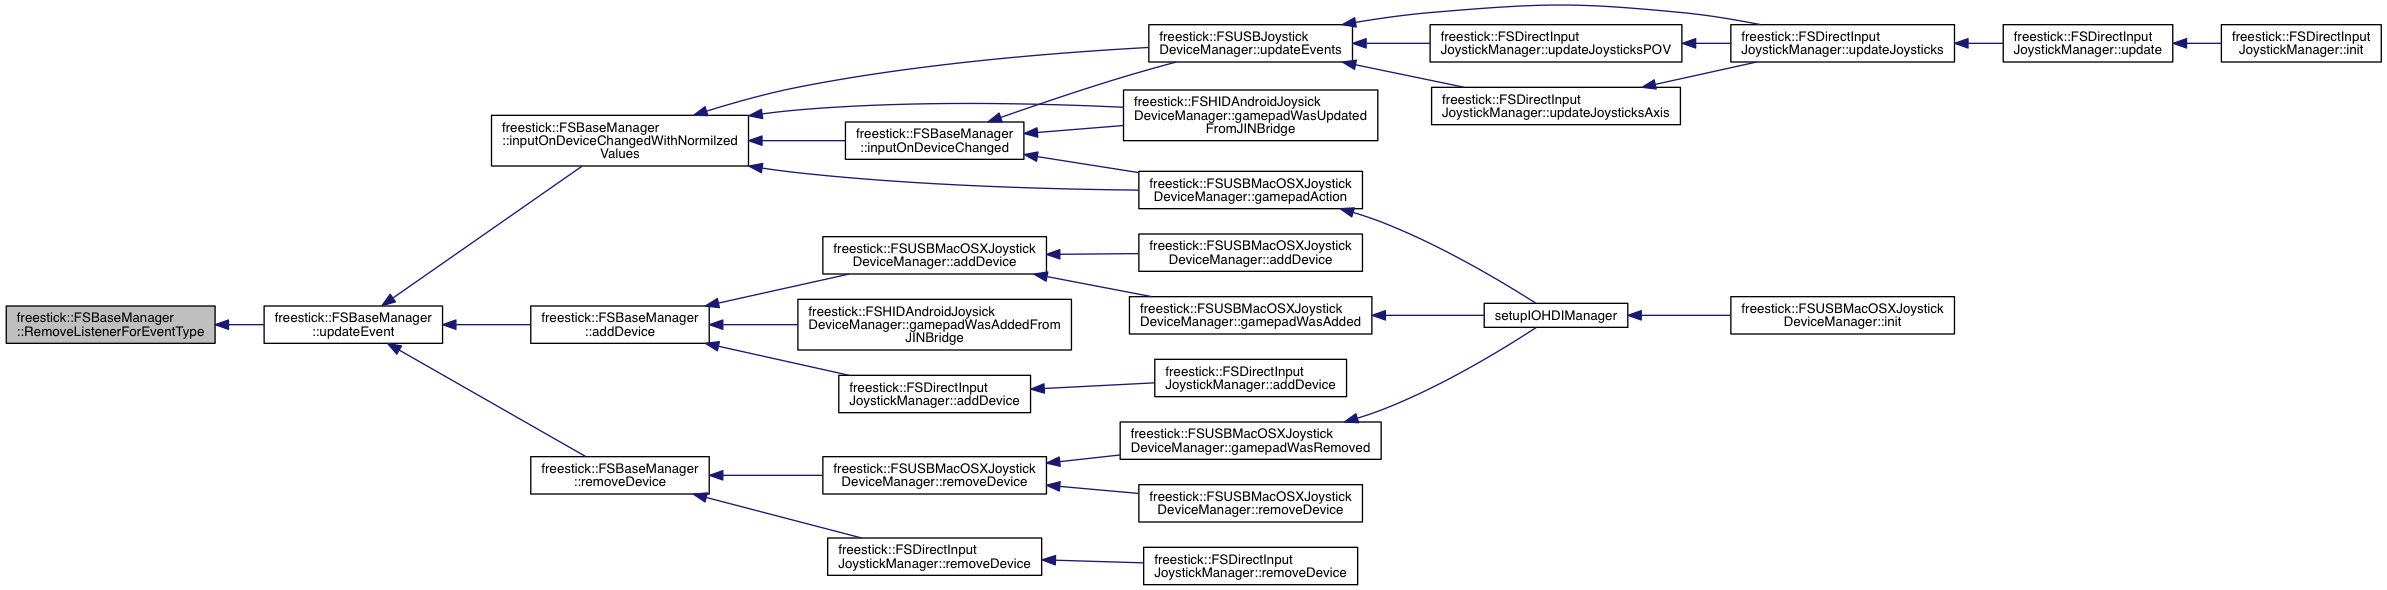 freestick::FSBaseManager
::RemoveListenerForEventType
freestick::FSBaseManager
::updateEvent
freestick::FSBaseManager
::inputOnDeviceChangedWithNormilzed
Values
freestick::FSBaseManager
::addDevice
freestick::FSBaseManager
::removeDevice
freestick::FSBaseManager
::inputOnDeviceChanged
freestick::FSUSBMacOSXJoystick
DeviceManager::addDevice
freestick::FSHIDAndroidJoysick
DeviceManager::gamepadWasAddedFrom
JINBridge
freestick::FSDirectInput
JoystickManager::addDevice
freestick::FSUSBMacOSXJoystick
DeviceManager::removeDevice
freestick::FSDirectInput
JoystickManager::removeDevice
freestick::FSUSBJoystick
DeviceManager::updateEvents
freestick::FSHIDAndroidJoysick
DeviceManager::gamepadWasUpdated
FromJINBridge
freestick::FSUSBMacOSXJoystick
DeviceManager::gamepadAction
freestick::FSUSBMacOSXJoystick
DeviceManager::addDevice
freestick::FSUSBMacOSXJoystick
DeviceManager::gamepadWasAdded
freestick::FSDirectInput
JoystickManager::addDevice
freestick::FSUSBMacOSXJoystick
DeviceManager::gamepadWasRemoved
freestick::FSUSBMacOSXJoystick
DeviceManager::removeDevice
freestick::FSDirectInput
JoystickManager::removeDevice
freestick::FSDirectInput
JoystickManager::updateJoysticksPOV
freestick::FSDirectInput
JoystickManager::updateJoysticksAxis
setupIOHDIManager
freestick::FSDirectInput
JoystickManager::updateJoysticks
freestick::FSUSBMacOSXJoystick
DeviceManager::init
freestick::FSDirectInput
JoystickManager::update
freestick::FSDirectInput
JoystickManager::init